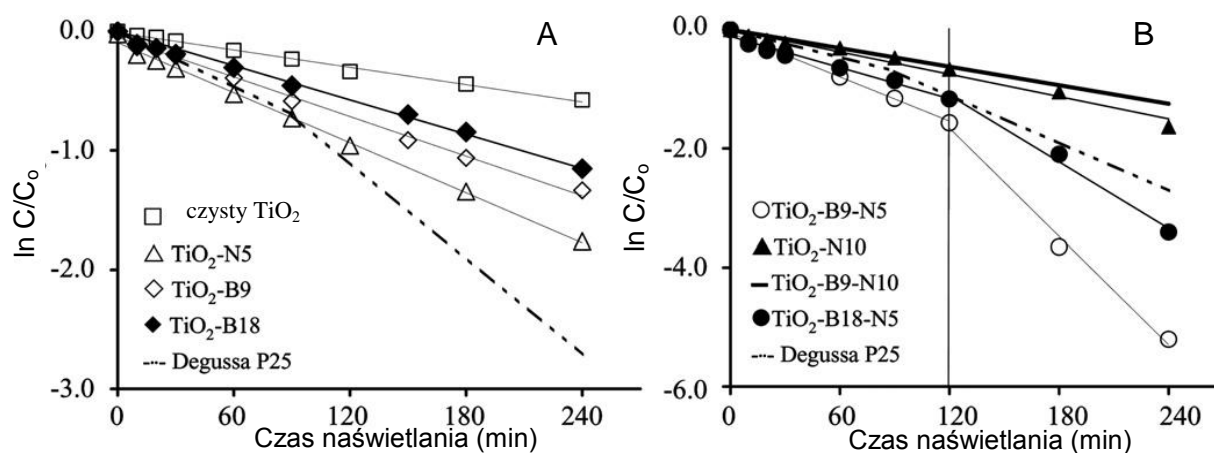 A
ln C/Cₒ
0.0
-1.0
-2.0
-3.0
czysty TiO₂
TiO₂-N5
TiO₂-B9
TiO₂-B18
Degussa P25
0 60 120 180 240
Czas naświetlania (min)
B
ln C/Cₒ
0.0
-2.0
-4.0
-6.0
TiO₂-B9-N5
TiO₂-N10
TiO₂-B9-N10
TiO₂-B18-N5
Degussa P25
0 60 120 180 240
Czas naświetlania (min)